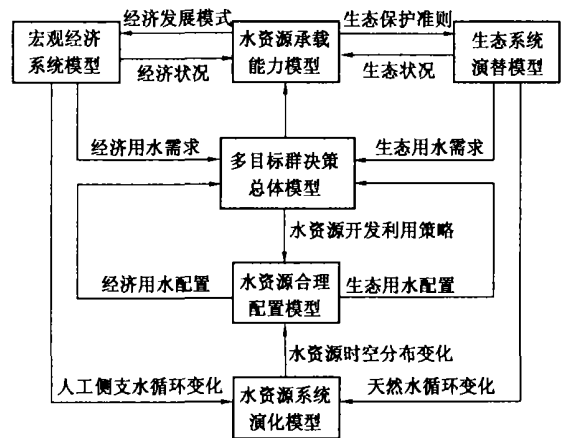 经济发展模式
生态保护准则
宏观经济
系统模型
水资源承载
能力模型
生态系统
演替模型
经济状况
生态状况
经济用水需求
生态用水需求
多目标群决策
总体模型
水资源开发利用策略
经济用水配置
水资源合理
配置模型
生态用水配置
水资源时空分布变化
人工侧支水循环变化
天然水循环变化
水资源系统
演化模型